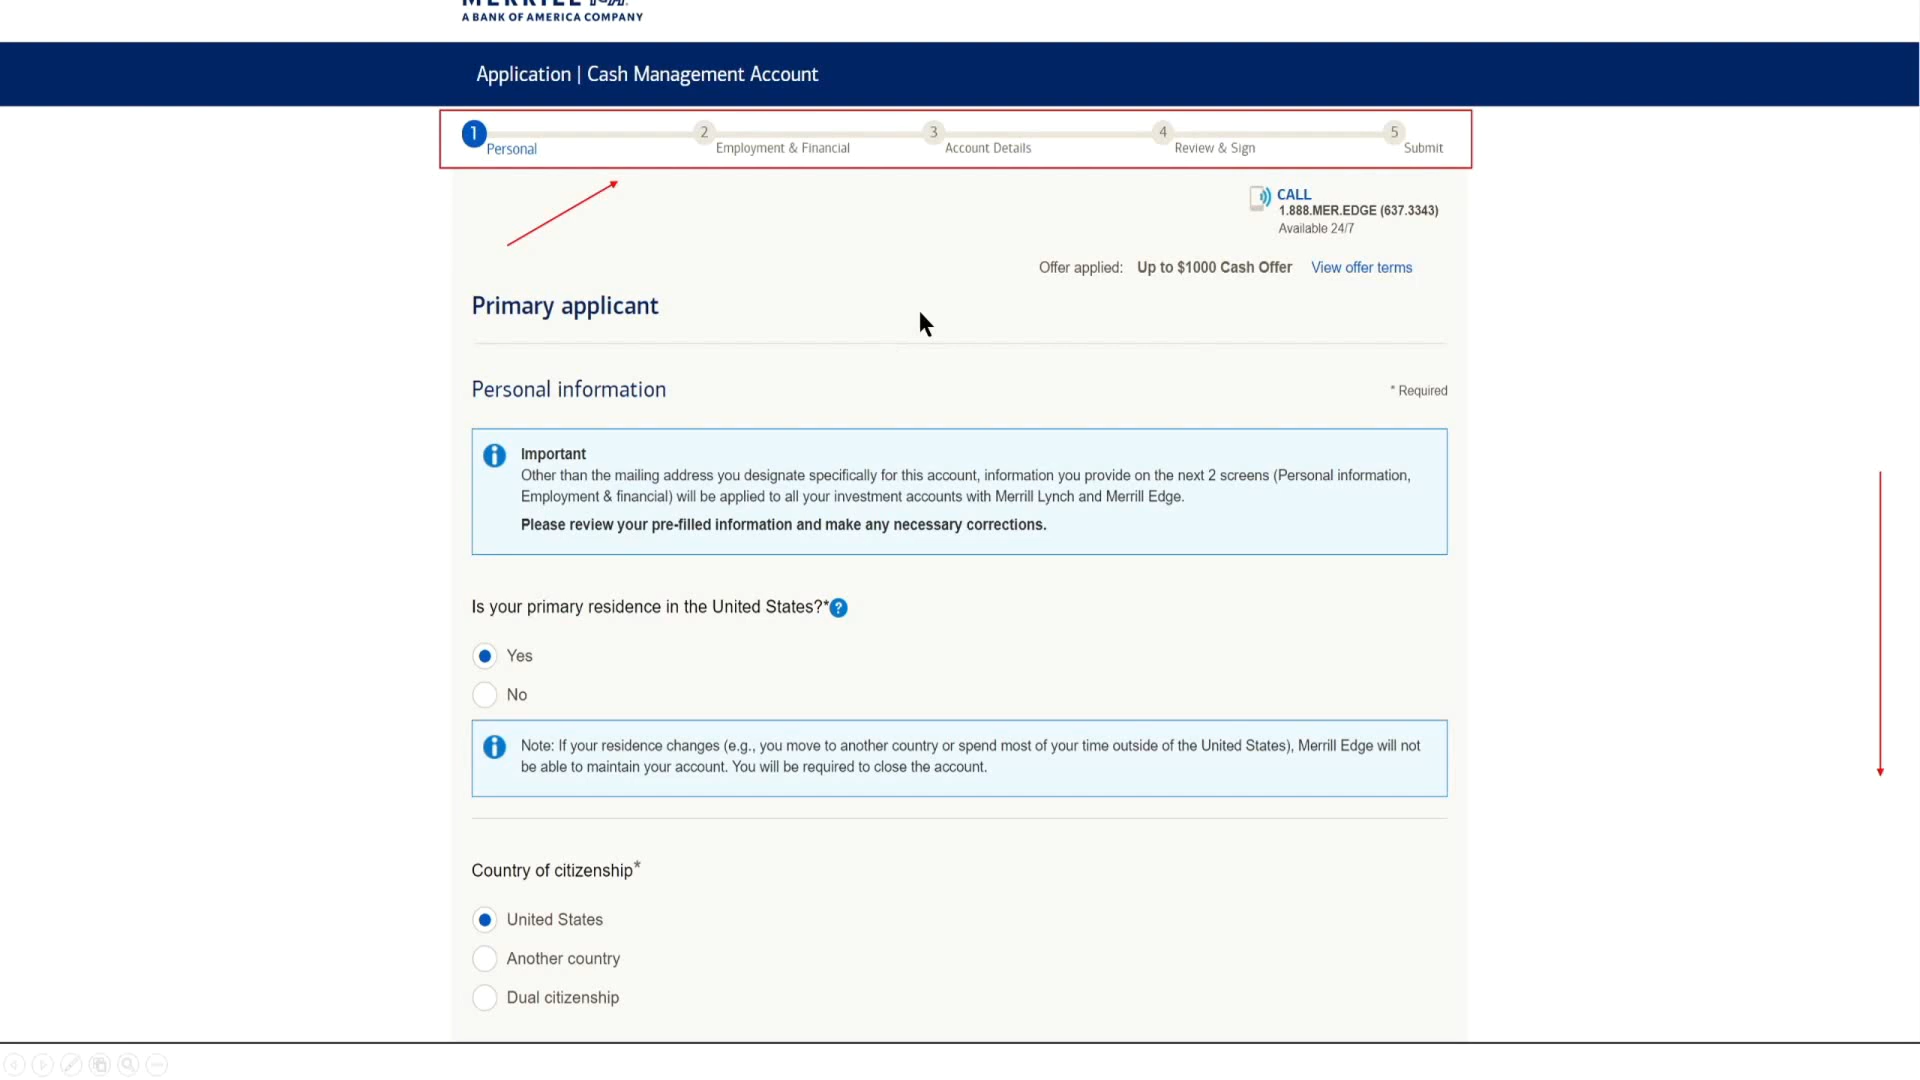 MERRILL
A BANK OF AMERICA COMPANY
Application | Cash Management Account
1 2 3 4 5
Personal Employment & Financial Account Details Review & Sign Submit
CALL
1.888.MER.EDGE (637.3343)
Available 24/7
Offer applied: Up to $1000 Cash Offer View offer terms
Primary applicant
Personal information * Required
Important
Other than the mailing address you designate specifically for this account, information you provide on the next 2 screens (Personal information,
Employment & financial) will be applied to all your investment accounts with Merrill Lynch and Merrill Edge.
Please review your pre-filled information and make any necessary corrections.
Is your primary residence in the United States?* ?
Yes
No
Note: If your residence changes (e.g., you move to another country or spend most of your time outside of the United States), Merrill Edge will not
be able to maintain your account. You will be required to close the account.
Country of citizenship*
United States
Another country
Dual citizenship